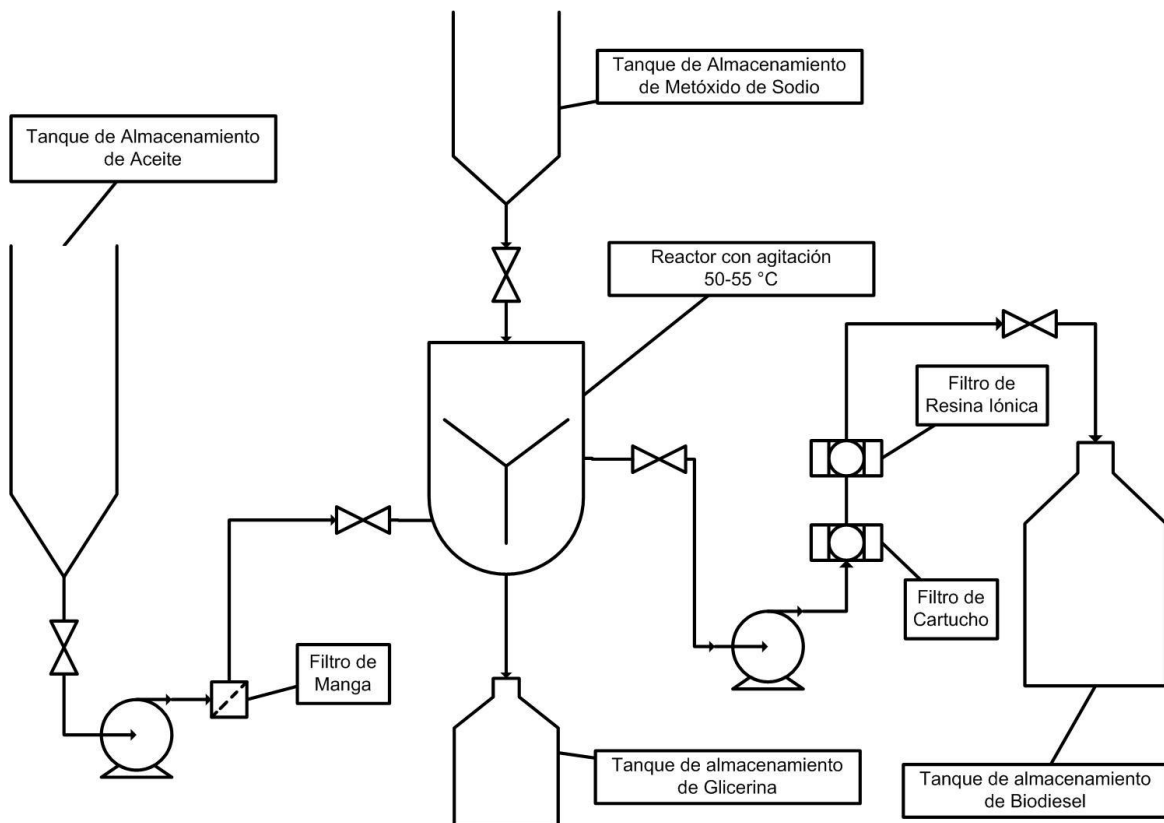 Tanque de Almacenamiento
de Metóxido de Sodio
Tanque de Almacenamiento
de Aceite
Reactor con agitación
50-55 °C
Filtro de
Resina Iónica
Filtro de
Cartucho
Filtro de
Manga
Tanque de almacenamiento
de Glicerina
Tanque de almacenamiento
de Biodiesel